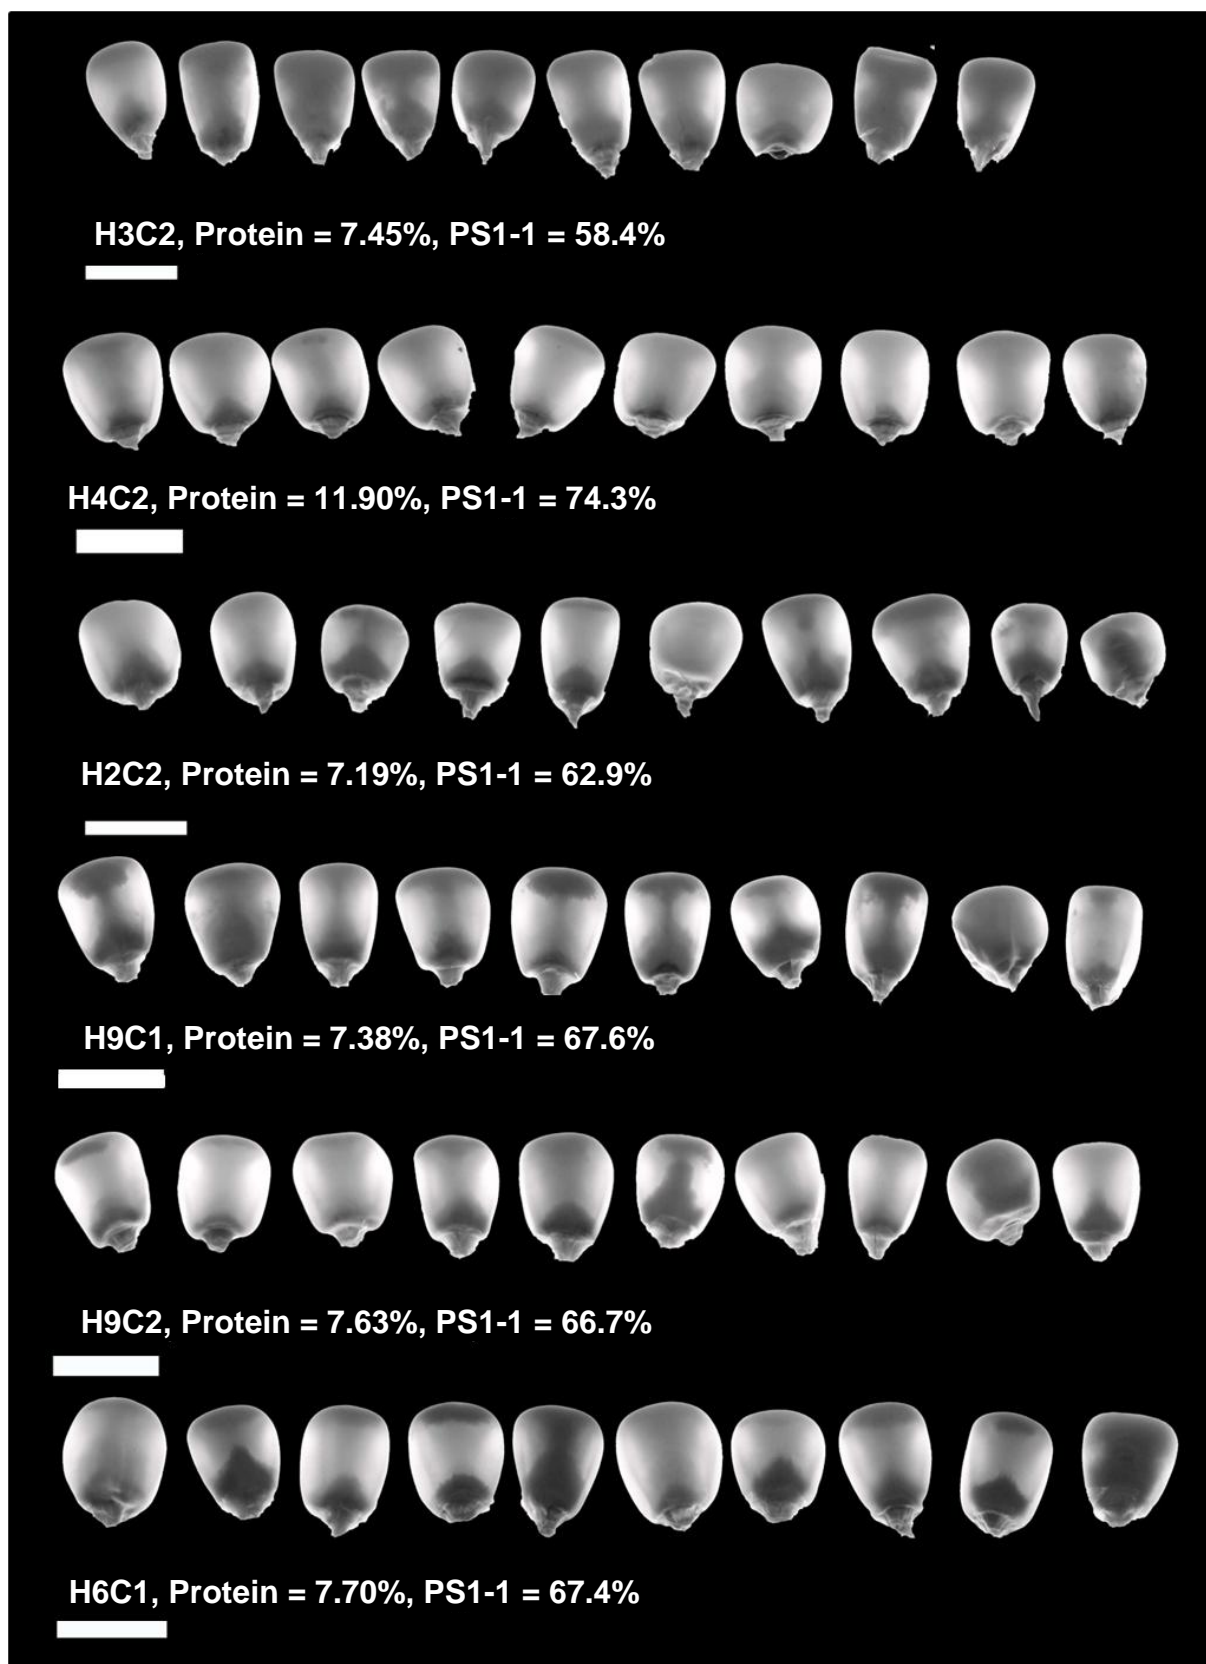 H3C2, Protein = 7.45%, PS1-1 = 58.4%
H4C2, Protein = 11.90%, PS1-1 = 74.3%
H2C2, Protein = 7.19%, PS1-1 = 62.9%
H9C1, Protein = 7.38%, PS1-1 = 67.6%
H9C2, Protein = 7.63%, PS1-1 = 66.7%
H6C1, Protein = 7.70%, PS1-1 = 67.4%